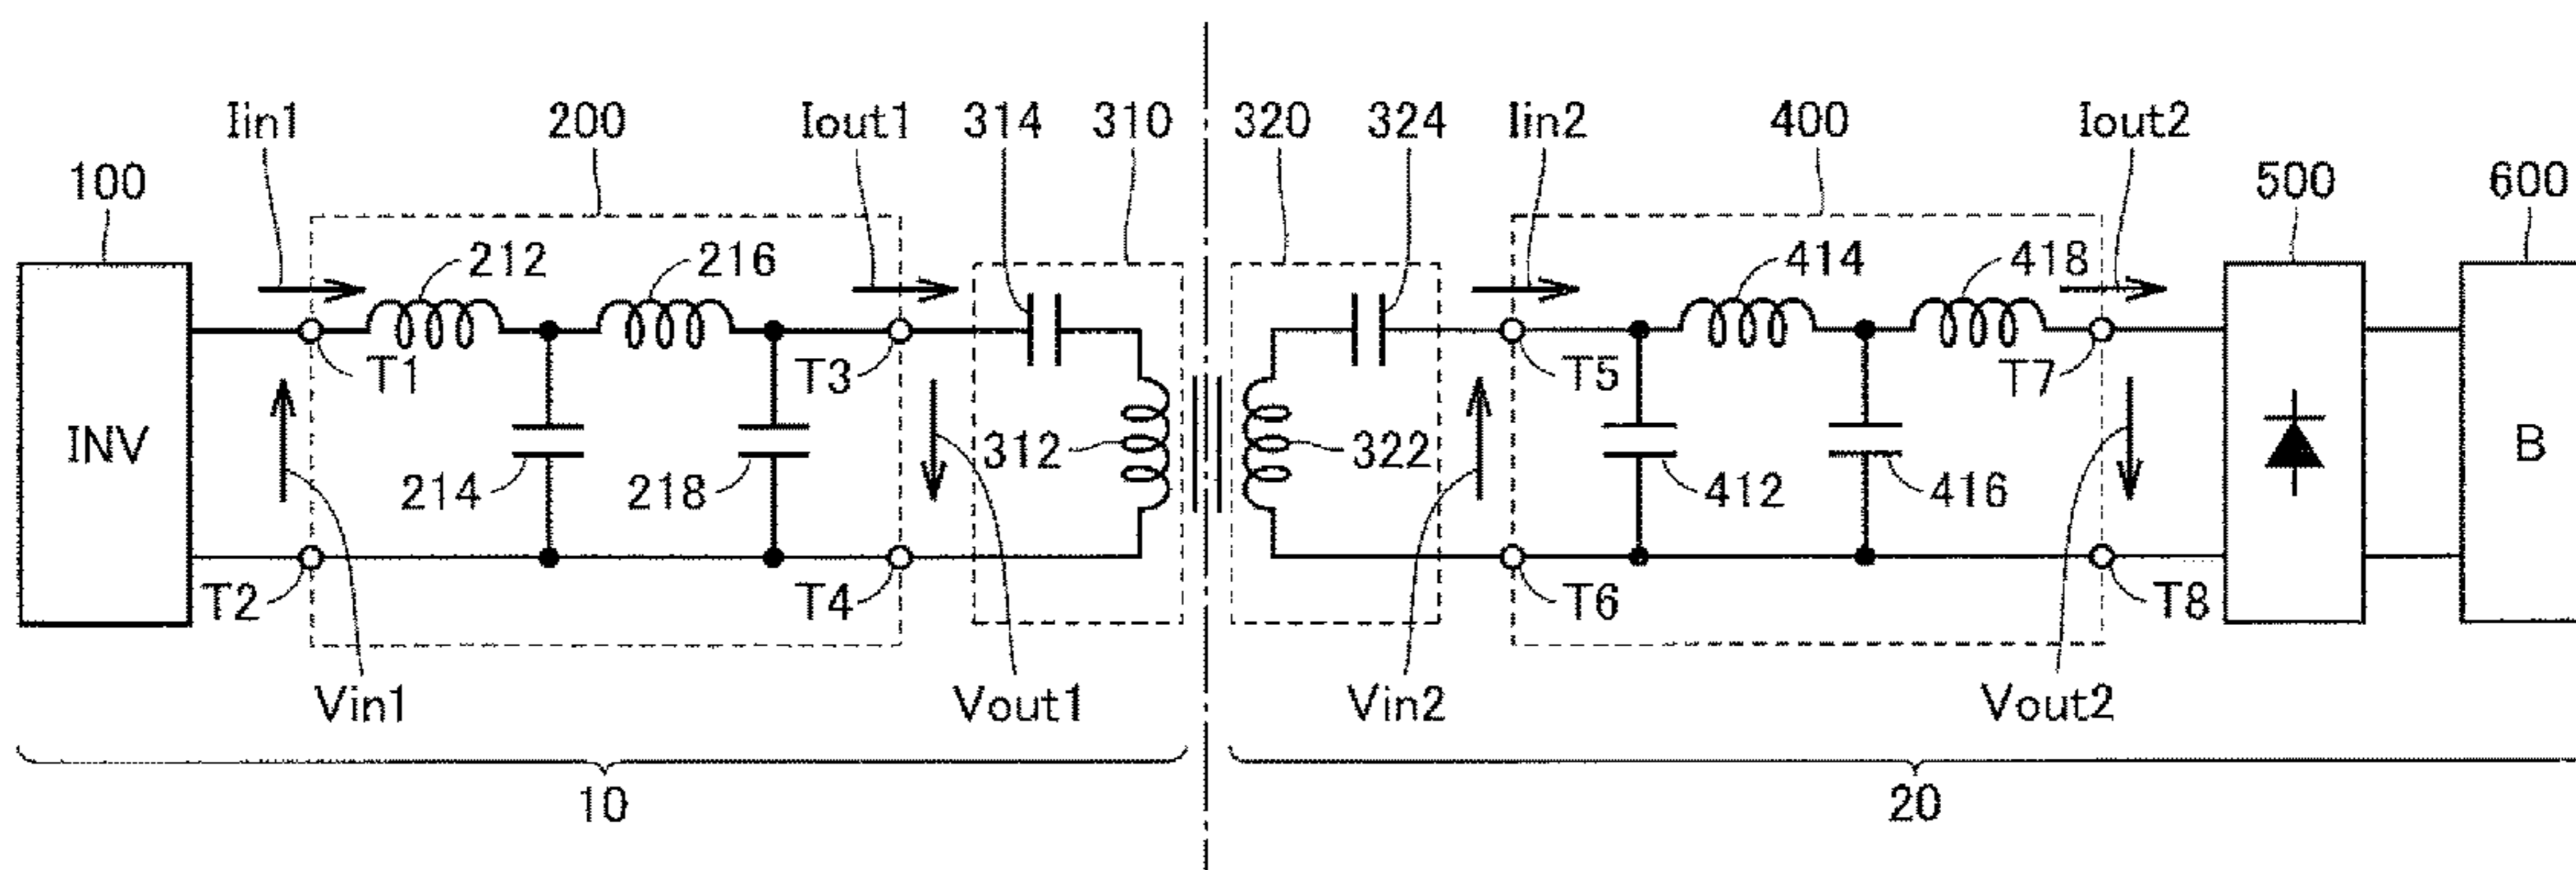 Iin1 200 Iout1 314 310 320 324 Iin2 400 Iout2
100 500 600
212 216 414 418
T1 T3 T5 T7
INV 312 322 B
214 218 412 416
T2 T4 T6 T8
Vin1 Vout1 Vin2 Vout2
10 20